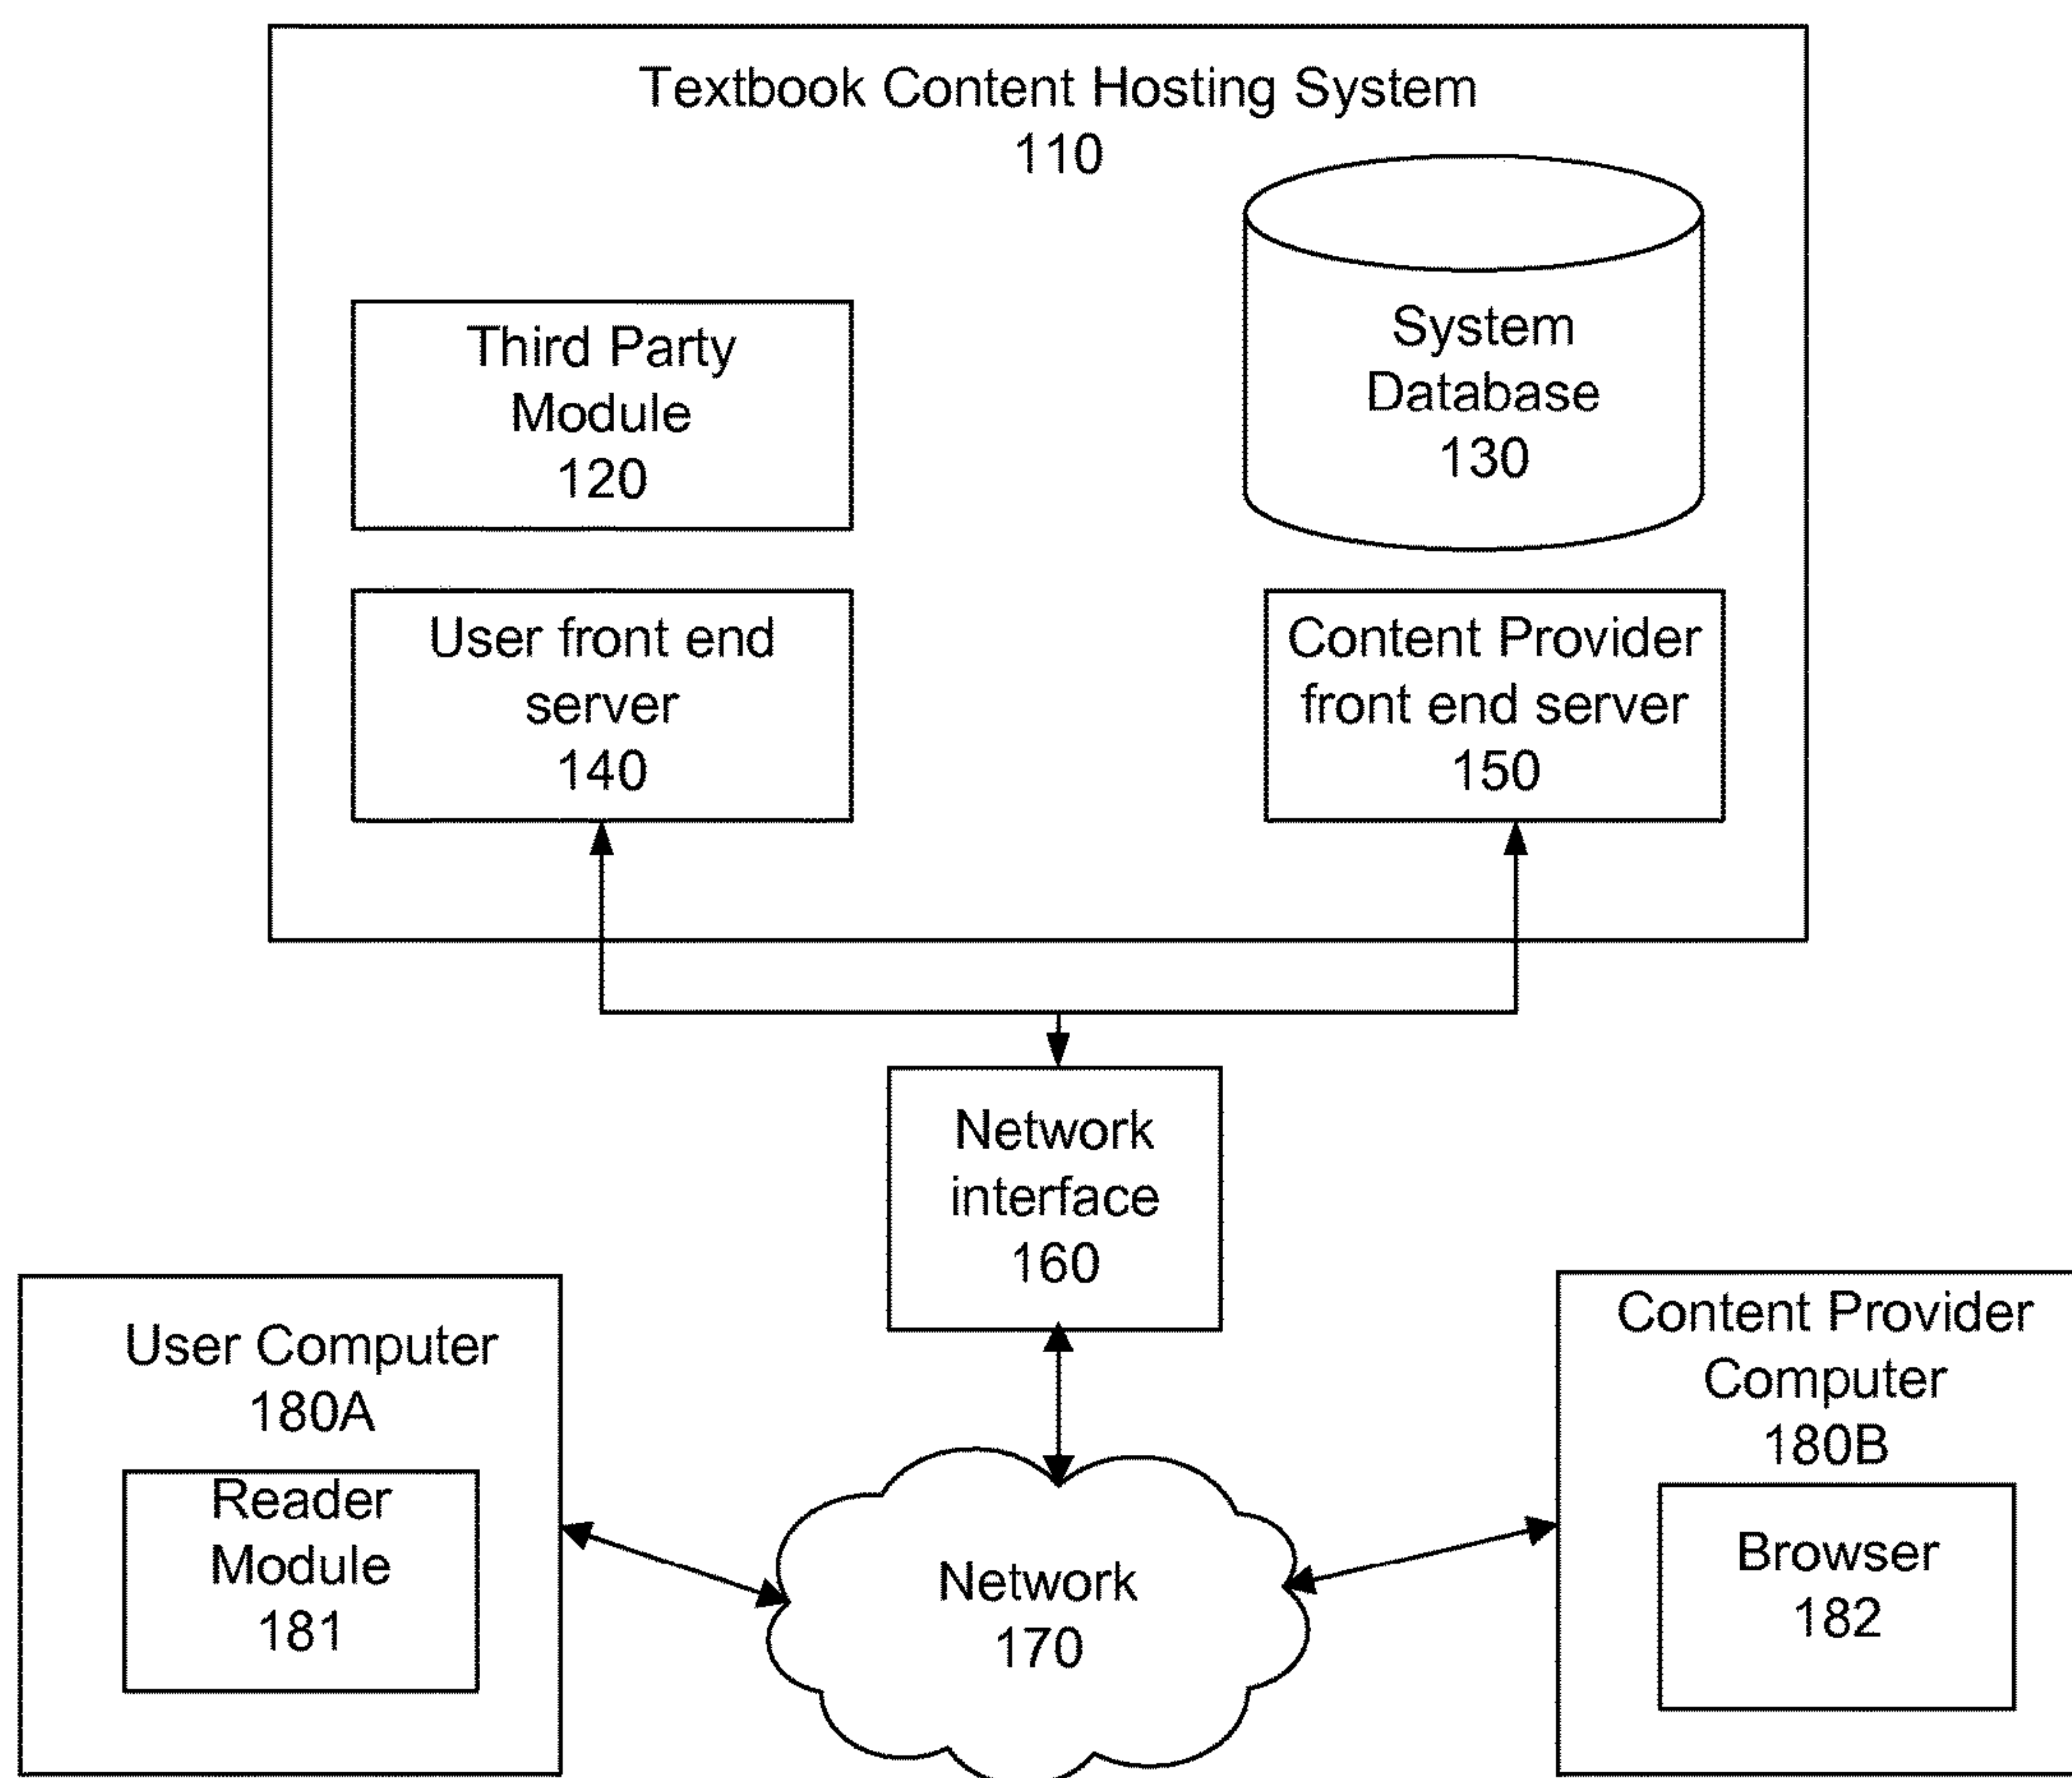 Textbook Content Hosting System
110
Third Party
Module
120
System
Database
130
User front end
server
140
Content Provider
front end server
150
Network
interface
160
User Computer
180A
Reader
Module
181
Network
170
Content Provider
Computer
180B
Browser
182